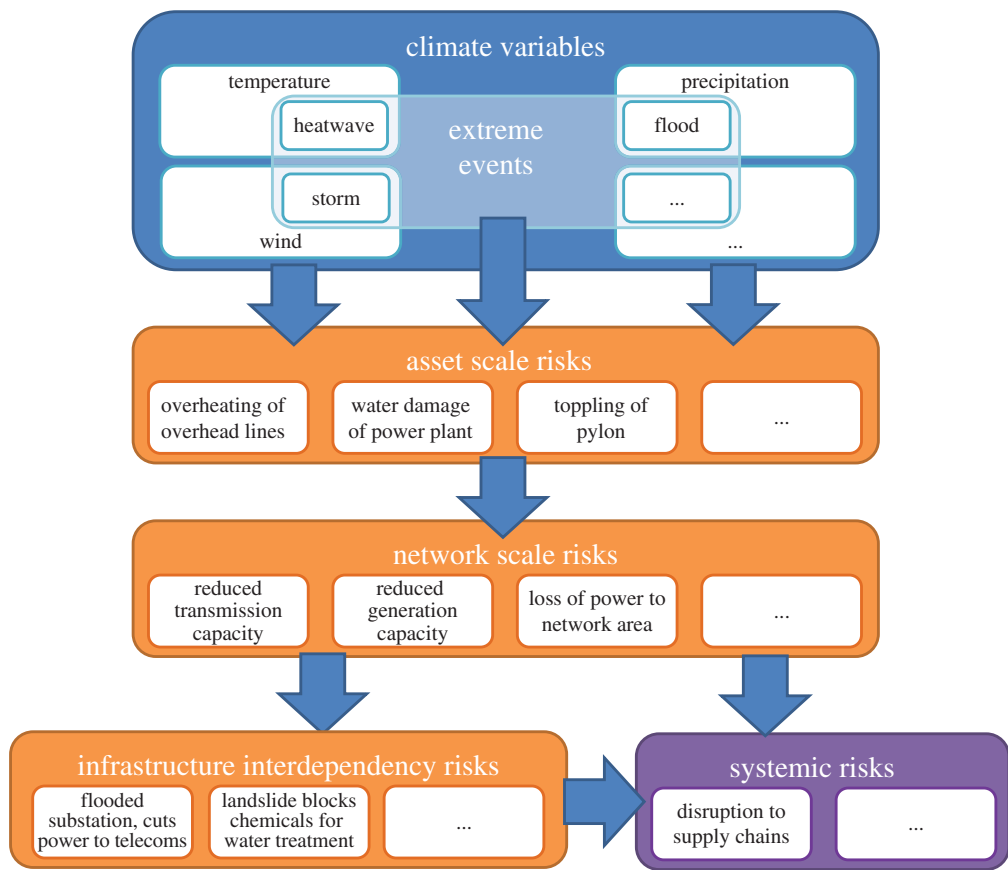 climate variables
temperature
precipitation
heatwave
extreme
events
flood
storm
...
wind
...
asset scale risks
overheating of
overhead lines
water damage
of power plant
toppling of
pylon
...
network scale risks
reduced
transmission
capacity
reduced
generation
capacity
loss of power to
network area
...
infrastructure interdependency risks
flooded
substation, cuts
power to telecoms
landslide blocks
chemicals for
water treatment
...
systemic risks
disruption to
supply chains
...